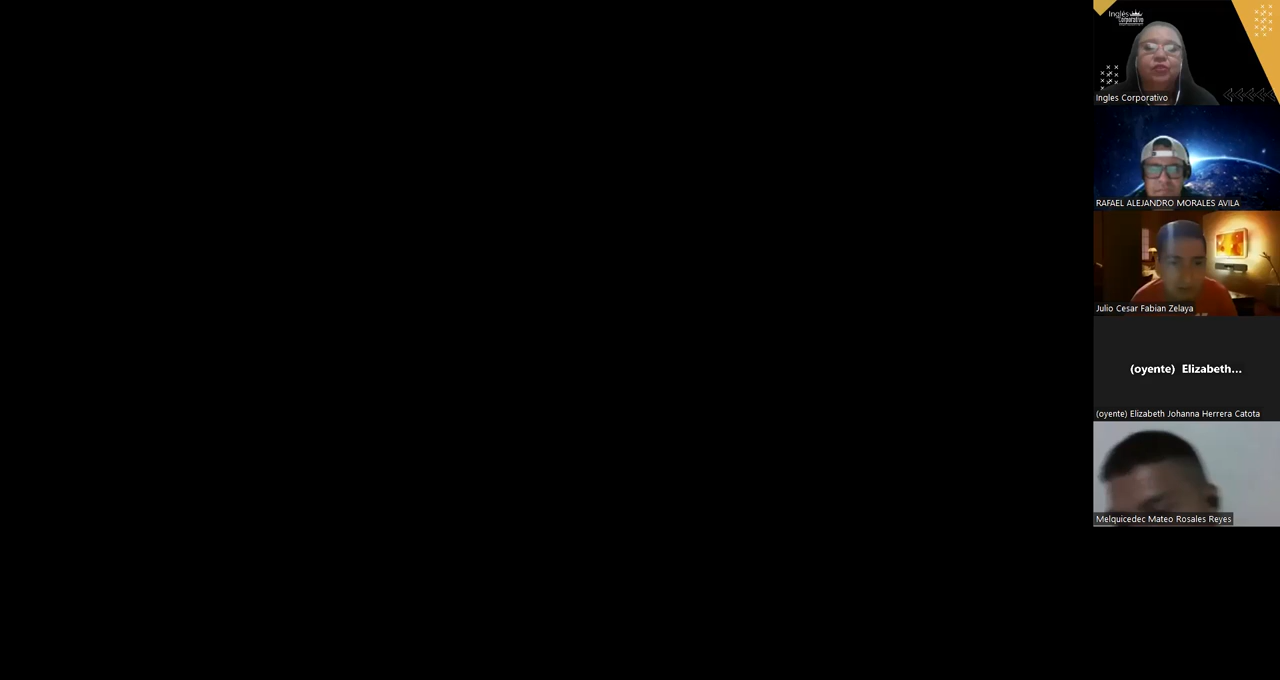 Inglés
Corporativo
Ingles Corporativo
RAFAEL ALEJANDRO MORALES AVILA
Julio Cesar Fabian Zelaya
(oyente) Elizabeth...
(oyente) Elizabeth Johanna Herrera Catota
Melquicedec Mateo Rosales Reyes